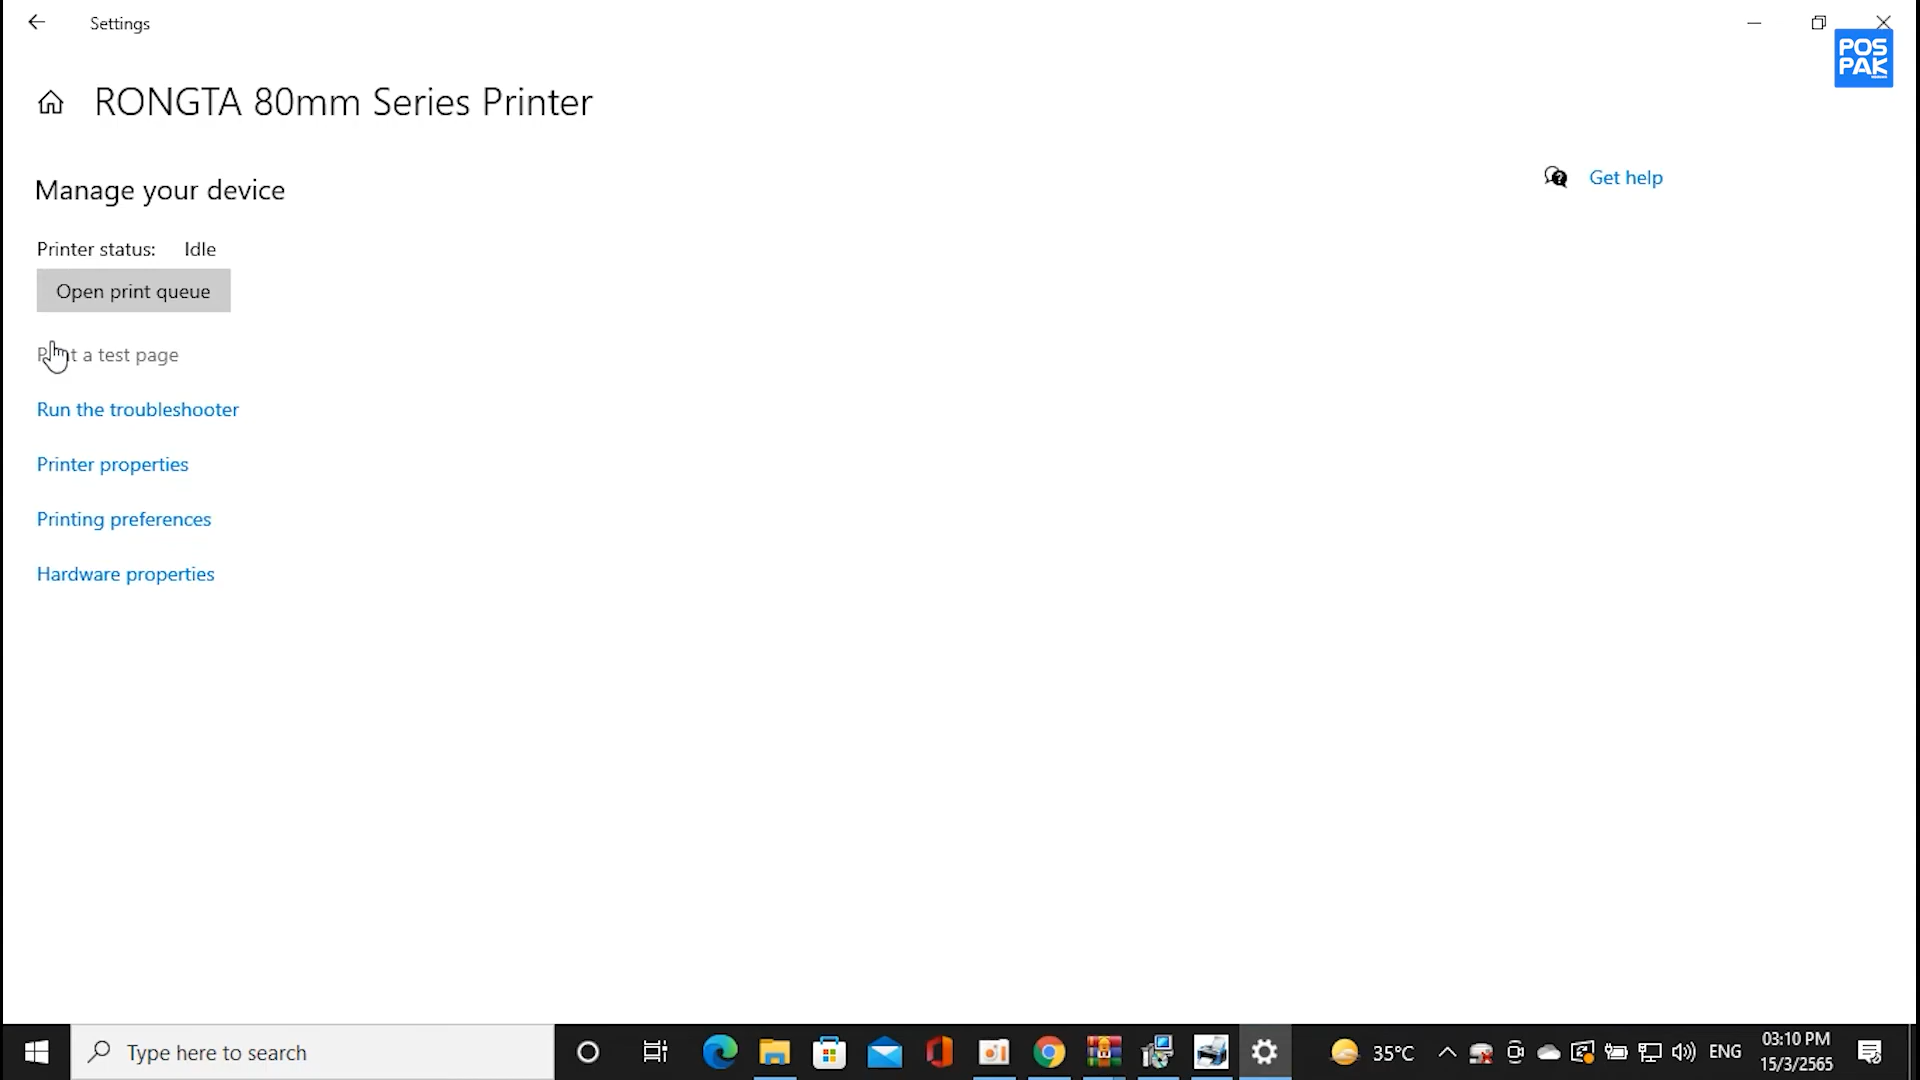 Settings
POS
PAK
RONGTA 80mm Series Printer
Manage your device
Get help
Printer status: Idle
Open print queue
a test page
Run the troubleshooter
Printer properties
Printing preferences
Hardware properties
Type here to search
35°C
ENG
03:10 PM
15/3/2565